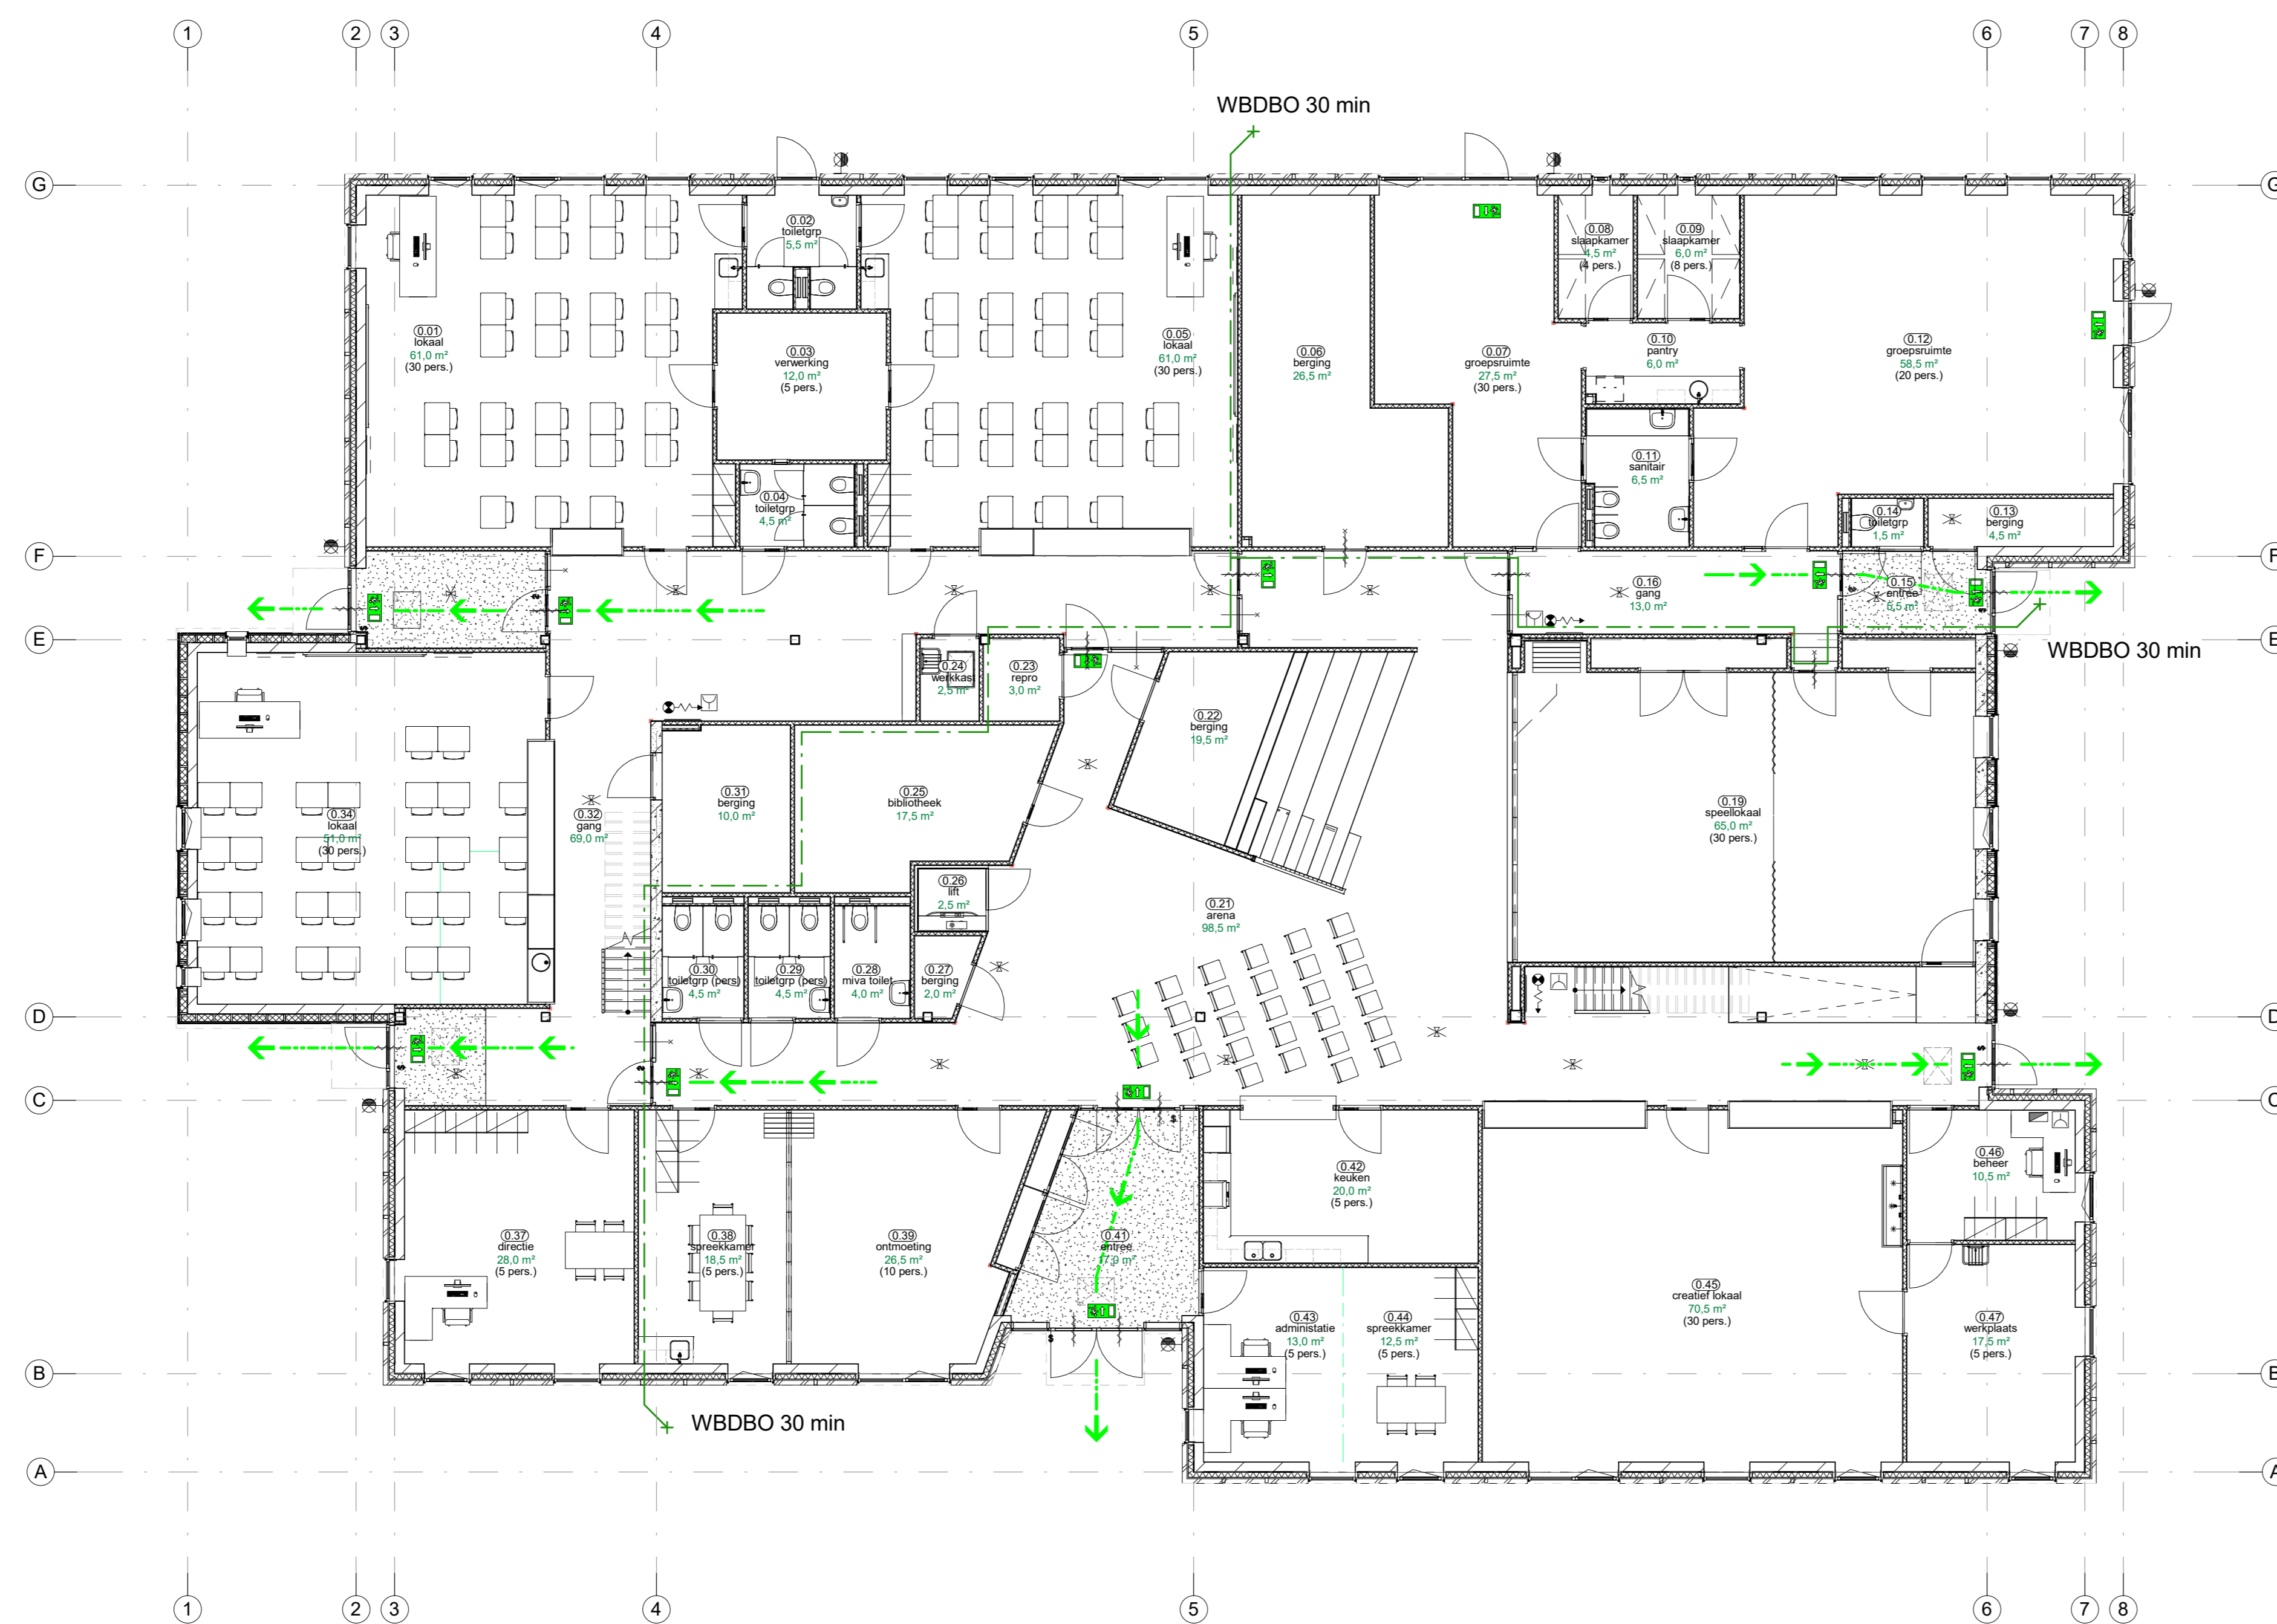 1 2 3 4 5 6 7 8
WBDBO 30 min
G G
0.01
lokaal
61,0 m²
(30 pers.)
0.02
toiletgrp
5,5 m²
0.03
verwerking
12,0 m²
(5 pers.)
0.04
toiletgrp
4,5 m²
0.05
lokaal
61,0 m²
(30 pers.)
0.06
berging
26,5 m²
0.07
groepsruimte
27,5 m²
(30 pers.)
0.08
slaapkamer
4,5 m²
(4 pers.)
0.09
slaapkamer
6,0 m²
(8 pers.)
0.10
pantry
6,0 m²
0.11
sanitair
6,5 m²
0.12
groepsruimte
58,5 m²
(20 pers.)
0.14
toiletgrp
1,5 m²
0.13
berging
4,5 m²
F F
0.16
gang
13,0 m²
0.15
entree
E E
WBDBO 30 min
0.24
werkkast
2,5 m²
0.23
repro
3,0 m²
0.22
berging
19,5 m²
0.34
lokaal
51,0 m²
(30 pers.)
0.32
gang
69,0 m²
0.31
berging
10,0 m²
0.25
bibliotheek
17,5 m²
0.26
lift
2,5 m²
0.21
arena
98,5 m²
0.19
speellokaal
65,0 m²
(30 pers.)
0.30
toiletgrp (pers)
4,5 m²
0.29
toiletgrp (pers)
4,5 m²
0.28
miva toilet
4,0 m²
0.27
berging
2,0 m²
D D
C C
0.37
directie
28,0 m²
(5 pers.)
0.38
spreekkamer
18,5 m²
(5 pers.)
0.39
ontmoeting
26,5 m²
(10 pers.)
0.41
entree
0.42
keuken
20,0 m²
(5 pers.)
0.43
administatie
13,0 m²
(5 pers.)
0.44
spreekkamer
12,5 m²
(5 pers.)
0.45
creatief lokaal
70,5 m²
(30 pers.)
0.46
beheer
10,5 m²
0.47
werkplaats
17,5 m²
(5 pers.)
B B
WBDBO 30 min
A A
1 2 3 4 5 6 7 8